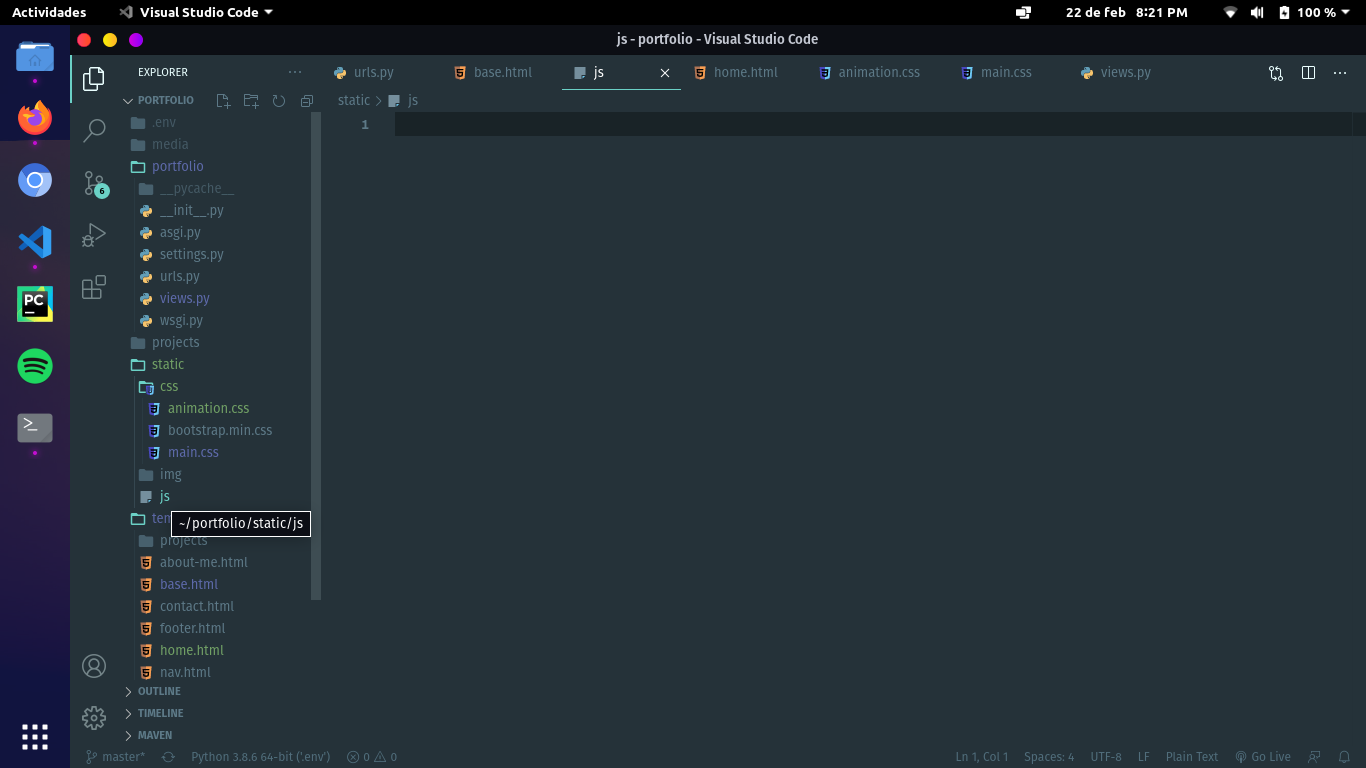 Actividades Visual Studio Code 22 de feb 8:21 PM 100 %
js - portfolio - Visual Studio Code
EXPLORER urls.py base.html js home.html animation.css main.css views.py
PORTFOLIO static js
.env 1
media
portfolio
__pycache__
6
__init__.py
asgi.py
settings.py
urls.py
views.py
PC
wsgi.py
projects
static
css
animation.css
bootstrap.min.css
main.css
img
js
tem
~/portfolio/static/js
projects
about-me.html
base.html
contact.html
footer.html
home.html
nav.html
OUTLINE
TIMELINE
MAVEN
master* Python 3.8.6 64-bit ('.env') 0 0 Ln 1, Col 1 Spaces: 4 UTF-8 LF Plain Text Go Live